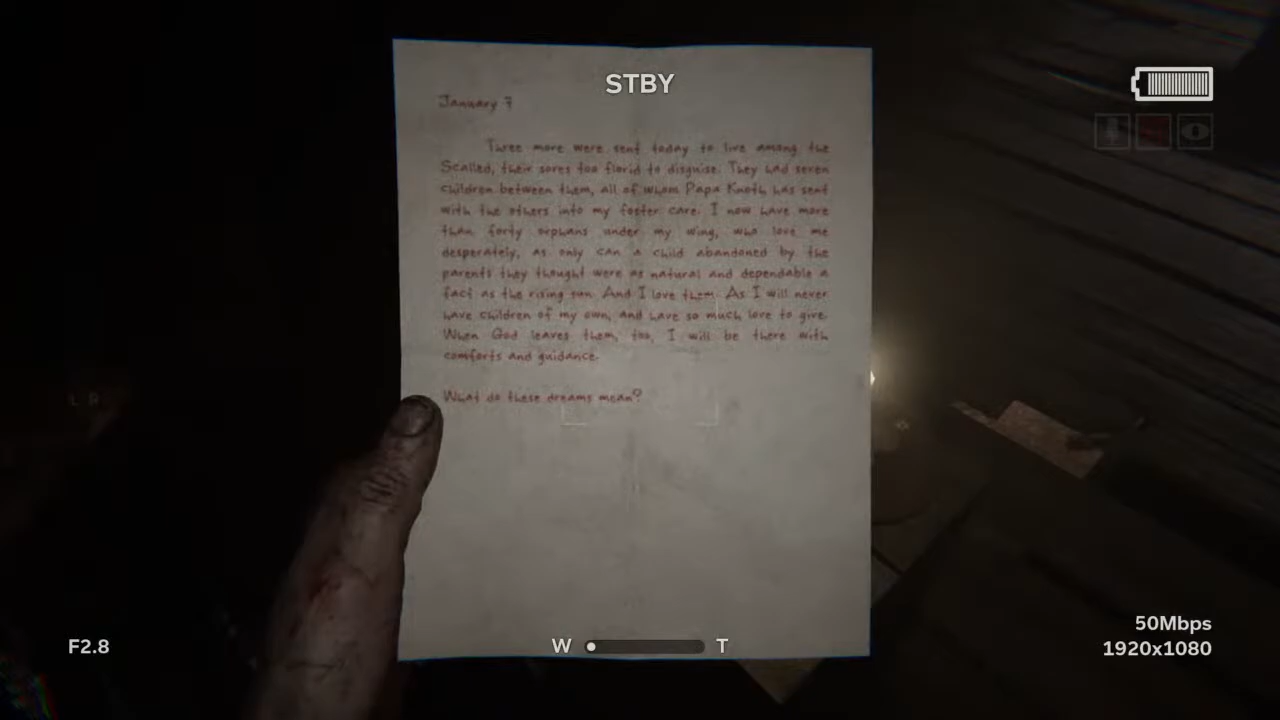 STBY
January 7
Three more were sent today to live among the
Scalled, their sores too florid to disguise. They had seven
children between them, all of whom Papa Knoth has sent
with the others into my foster care. I now have more
than forty orphans under my wing, who love me
desperately, as only can a child abandoned by the
parents they thought were as natural and dependable a
fact as the rising sun. And I love them. As I will never
have children of my own, and have so much love to give.
When God leaves them, too, I will be there with
comforts and guidance.
What do these dreams mean?
L R
F2.8
W T
50Mbps
1920x1080